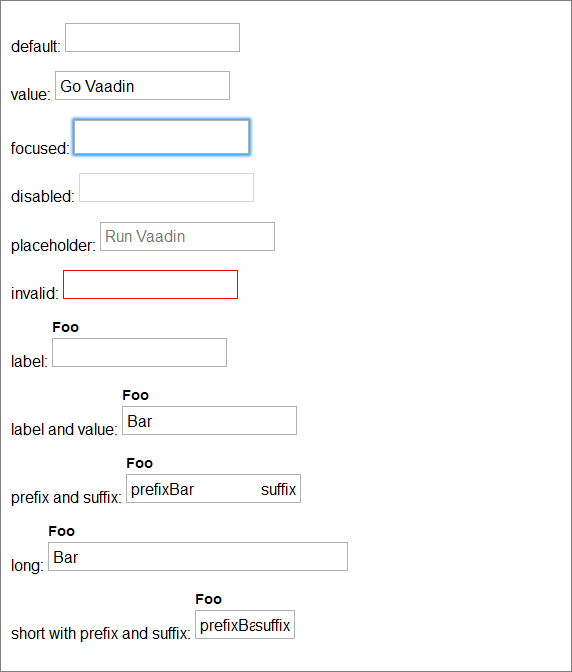 default:
value: Go Vaadin
focused:
disabled:
placeholder: Run Vaadin
invalid:
Foo
label:
Foo
label and value: Bar
Foo
prefix and suffix: prefixBar suffix
Foo
long: Bar
Foo
short with prefix and suffix: prefixBasuffix